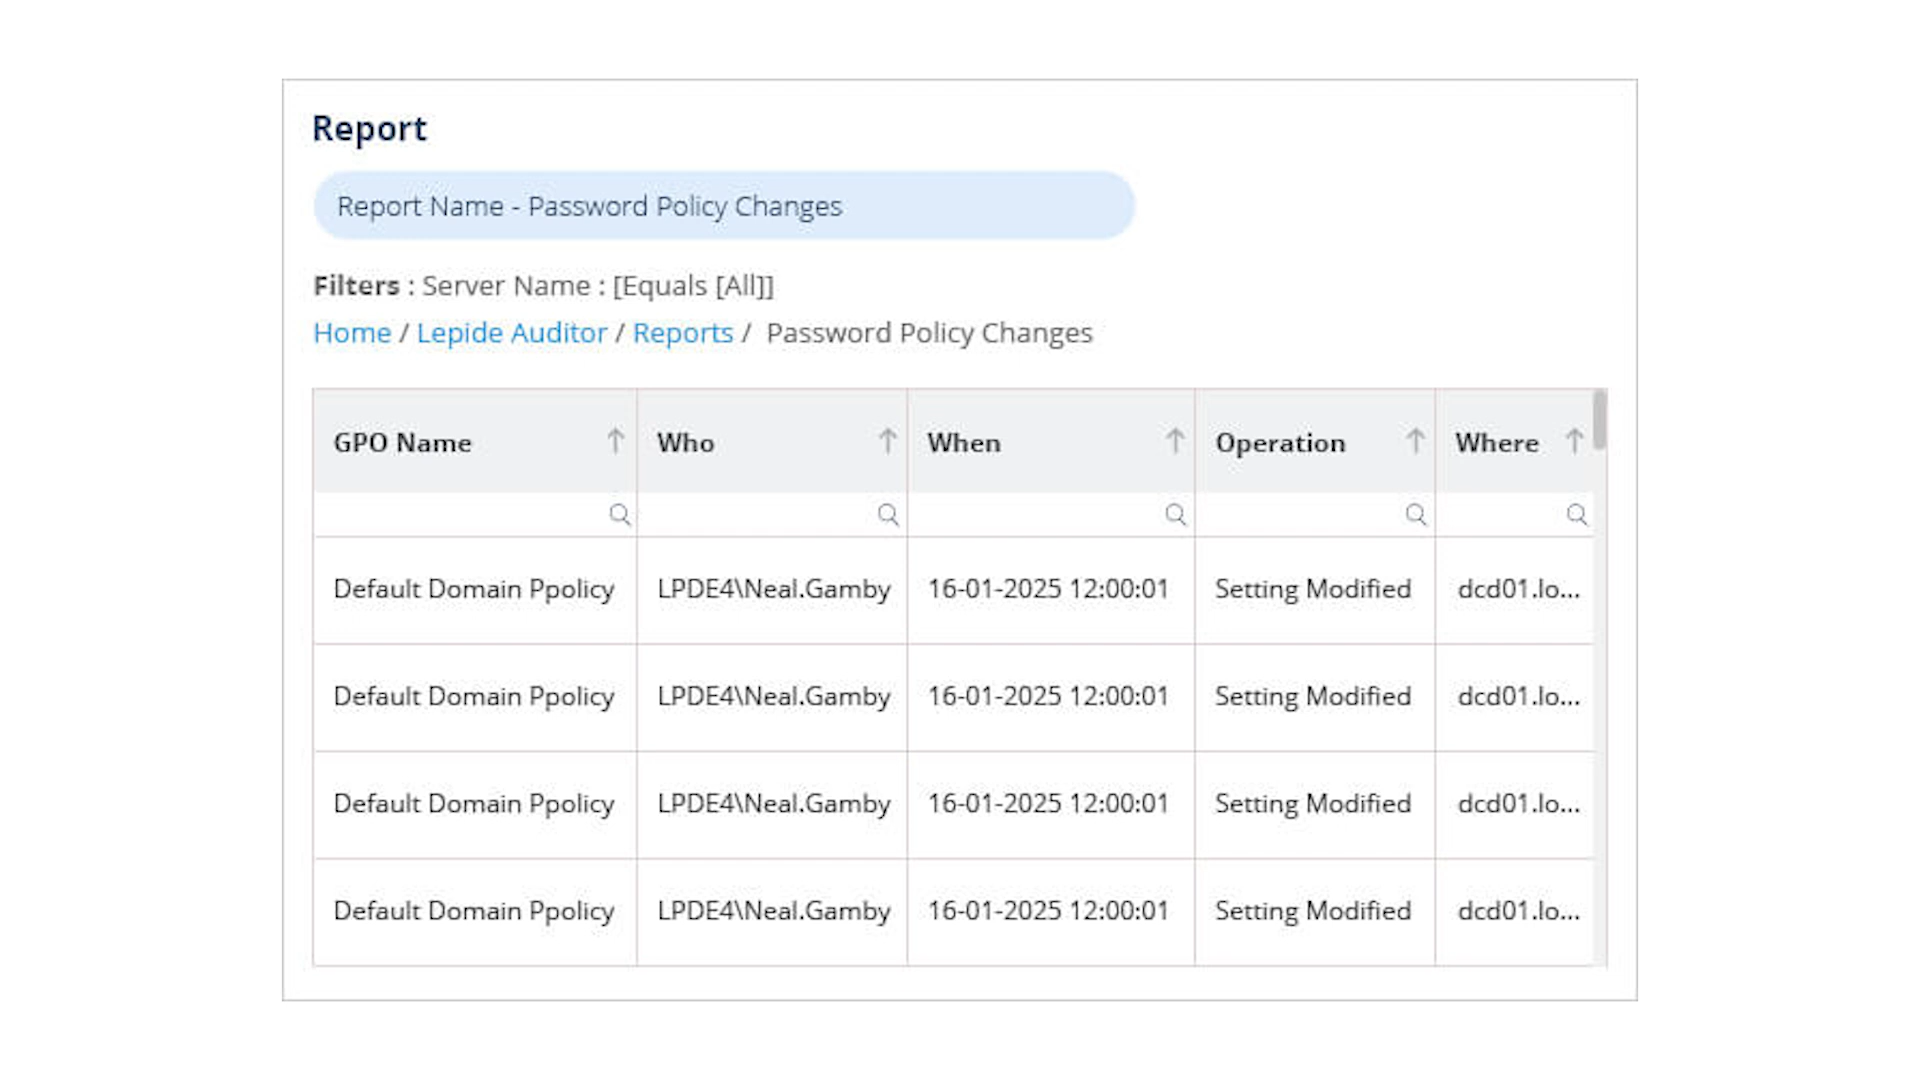 Report
Report Name - Password Policy Changes
Filters : Server Name : [Equals [All]]
Home / Lepide Auditor / Reports / Password Policy Changes
GPO Name Who When Operation Where
Default Domain Ppolicy LPDE4\Neal.Gamby 16-01-2025 12:00:01 Setting Modified dcd01.lo...
Default Domain Ppolicy LPDE4\Neal.Gamby 16-01-2025 12:00:01 Setting Modified dcd01.lo...
Default Domain Ppolicy LPDE4\Neal.Gamby 16-01-2025 12:00:01 Setting Modified dcd01.lo...
Default Domain Ppolicy LPDE4\Neal.Gamby 16-01-2025 12:00:01 Setting Modified dcd01.lo...